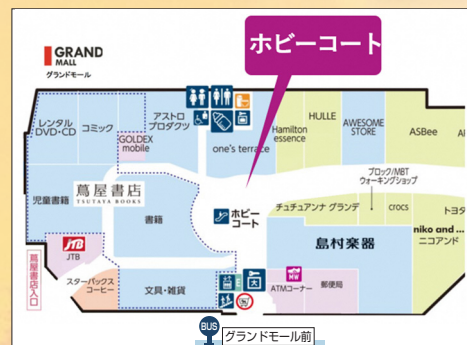 ホビーコート
GRAND
MALL
グランドモール
レンタル
DVD・CD
コミック
アストロ
プロダクツ
GOLDEX
mobile
one's terrace
Hamilton
essence
HULLE
AWESOME
STORE
ASBee
児童書籍
蔦屋書店
TSUTAYA BOOKS
書籍
ホビー
コート
チュチュアンナ グランデ
ブロック/MBT
ウォーキングショップ
crocs
トヨタ
niko and ...
ニコアンド
島村楽器
JTB
JTB
蔦屋書店入口
スターバックス
コーヒー
文具・雑貨
ATMコーナー
郵便局
BUS
グランドモール前